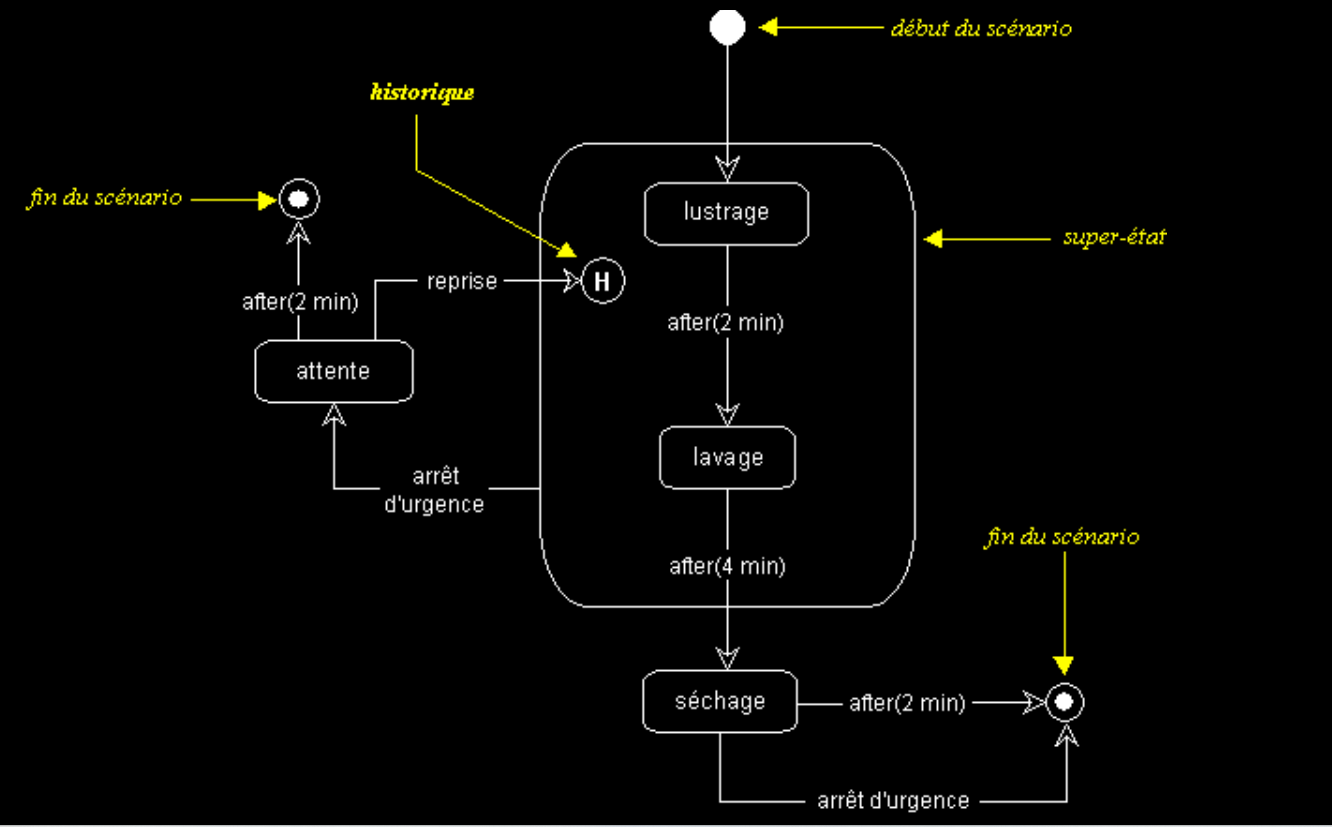 début du scénario
historique
fin du scénario
lustrage
super-état
reprise
H
after(2 min)
after(2 min)
attente
lavage
arrêt
d'urgence
fin du scénario
after(4 min)
séchage
after(2 min)
arrêt d'urgence